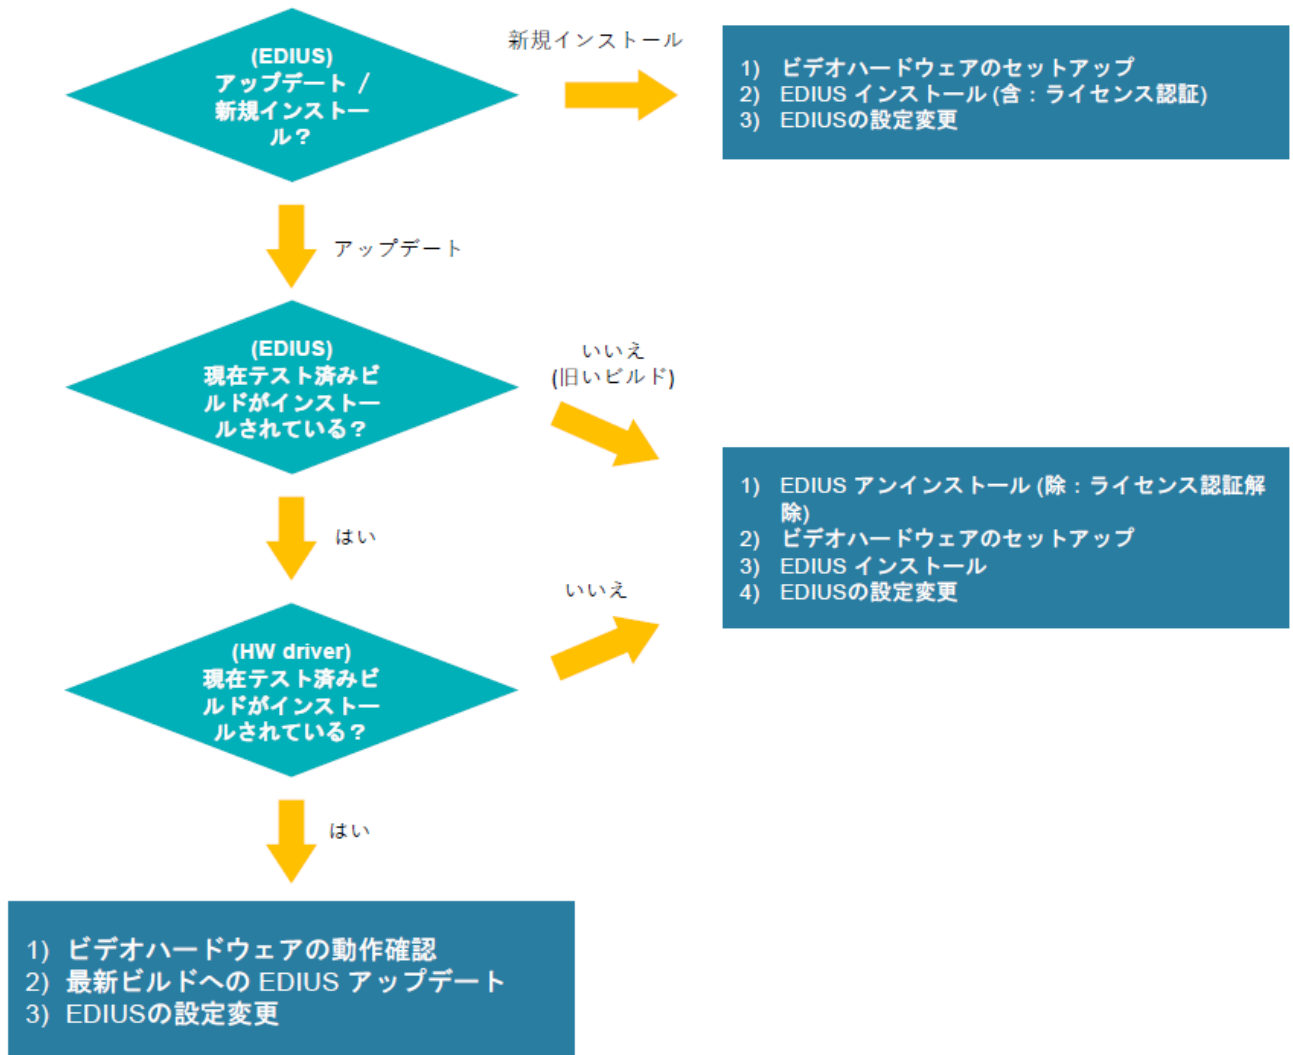 (EDIUS)
アップデート /
新規インストー
ル？
新規インストール
1) ビデオハードウェアのセットアップ
2) EDIUS インストール (含：ライセンス認証)
3) EDIUSの設定変更
アップデート
(EDIUS)
現在テスト済みビ
ルドがインストー
ルされている？
いいえ
(旧いビルド)
はい
1) EDIUS アンインストール (除：ライセンス認証解
除)
2) ビデオハードウェアのセットアップ
3) EDIUS インストール
4) EDIUSの設定変更
いいえ
(HW driver)
現在テスト済みビ
ルドがインストー
ルされている？
はい
1) ビデオハードウェアの動作確認
2) 最新ビルドへの EDIUS アップデート
3) EDIUSの設定変更